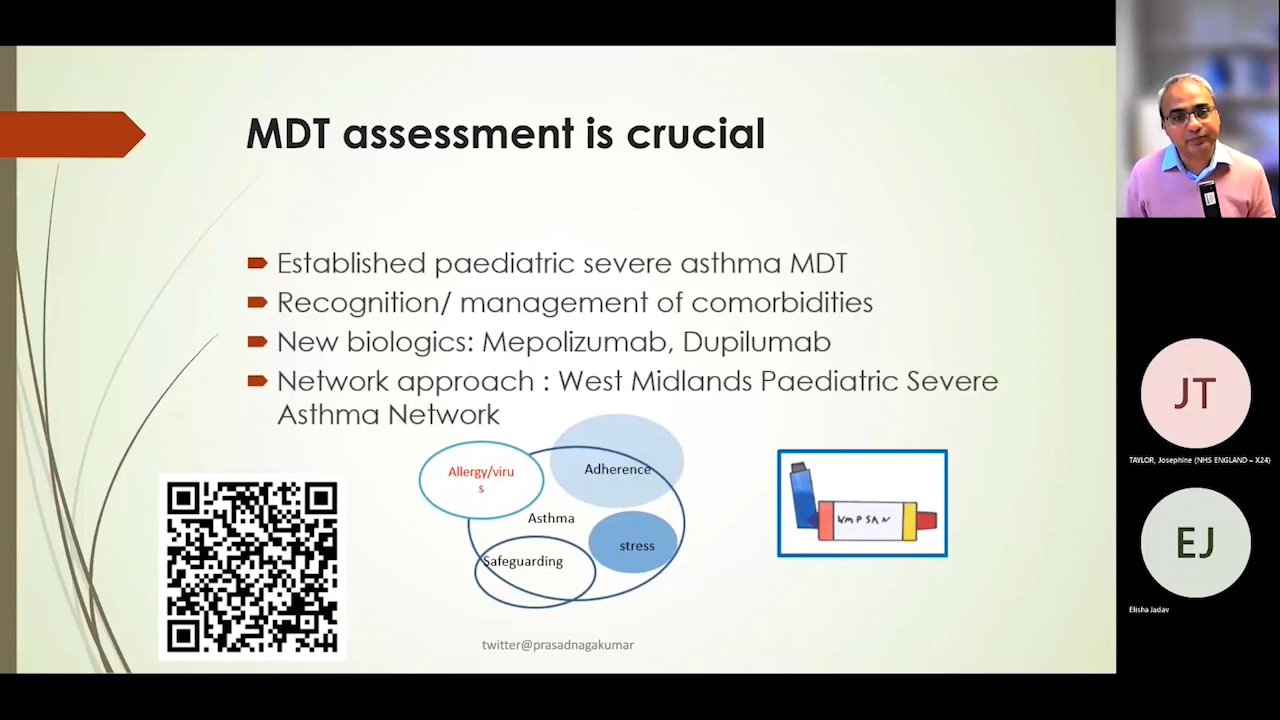 MDT assessment is crucial
Established paediatric severe asthma MDT
Recognition/ management of comorbidities
New biologics: Mepolizumab, Dupilumab
Network approach : West Midlands Paediatric Severe
Asthma Network
Allergy/viru
s
Adherence
Asthma
stress
Safeguarding
WMPSAN
twitter@prasadnagakumar
JT
TAYLOR, Josephine (NHS ENGLAND – X24)
EJ
Elisha Jadav